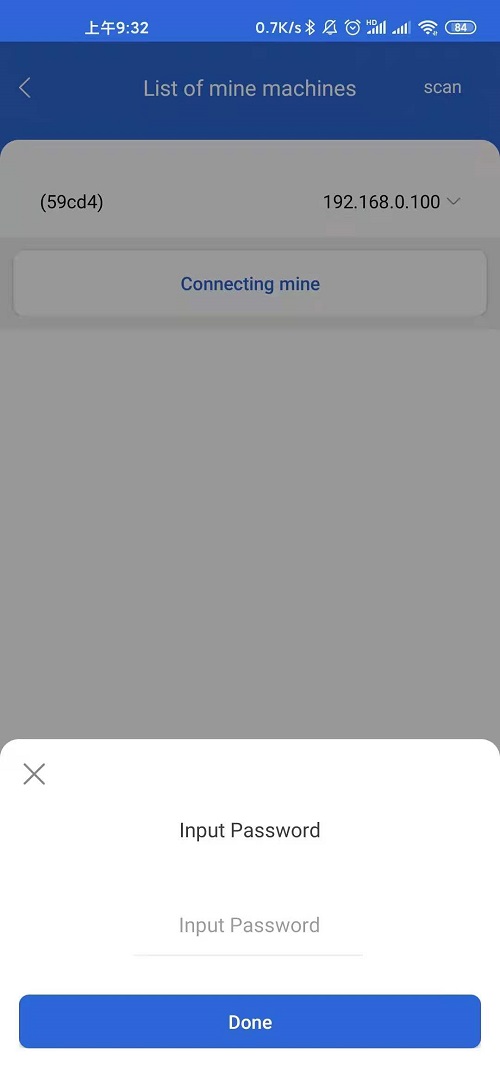 上午9:32 0.7K/s HD 84
List of mine machines scan
(59cd4) 192.168.0.100
Connecting mine
Input Password
Input Password
Done